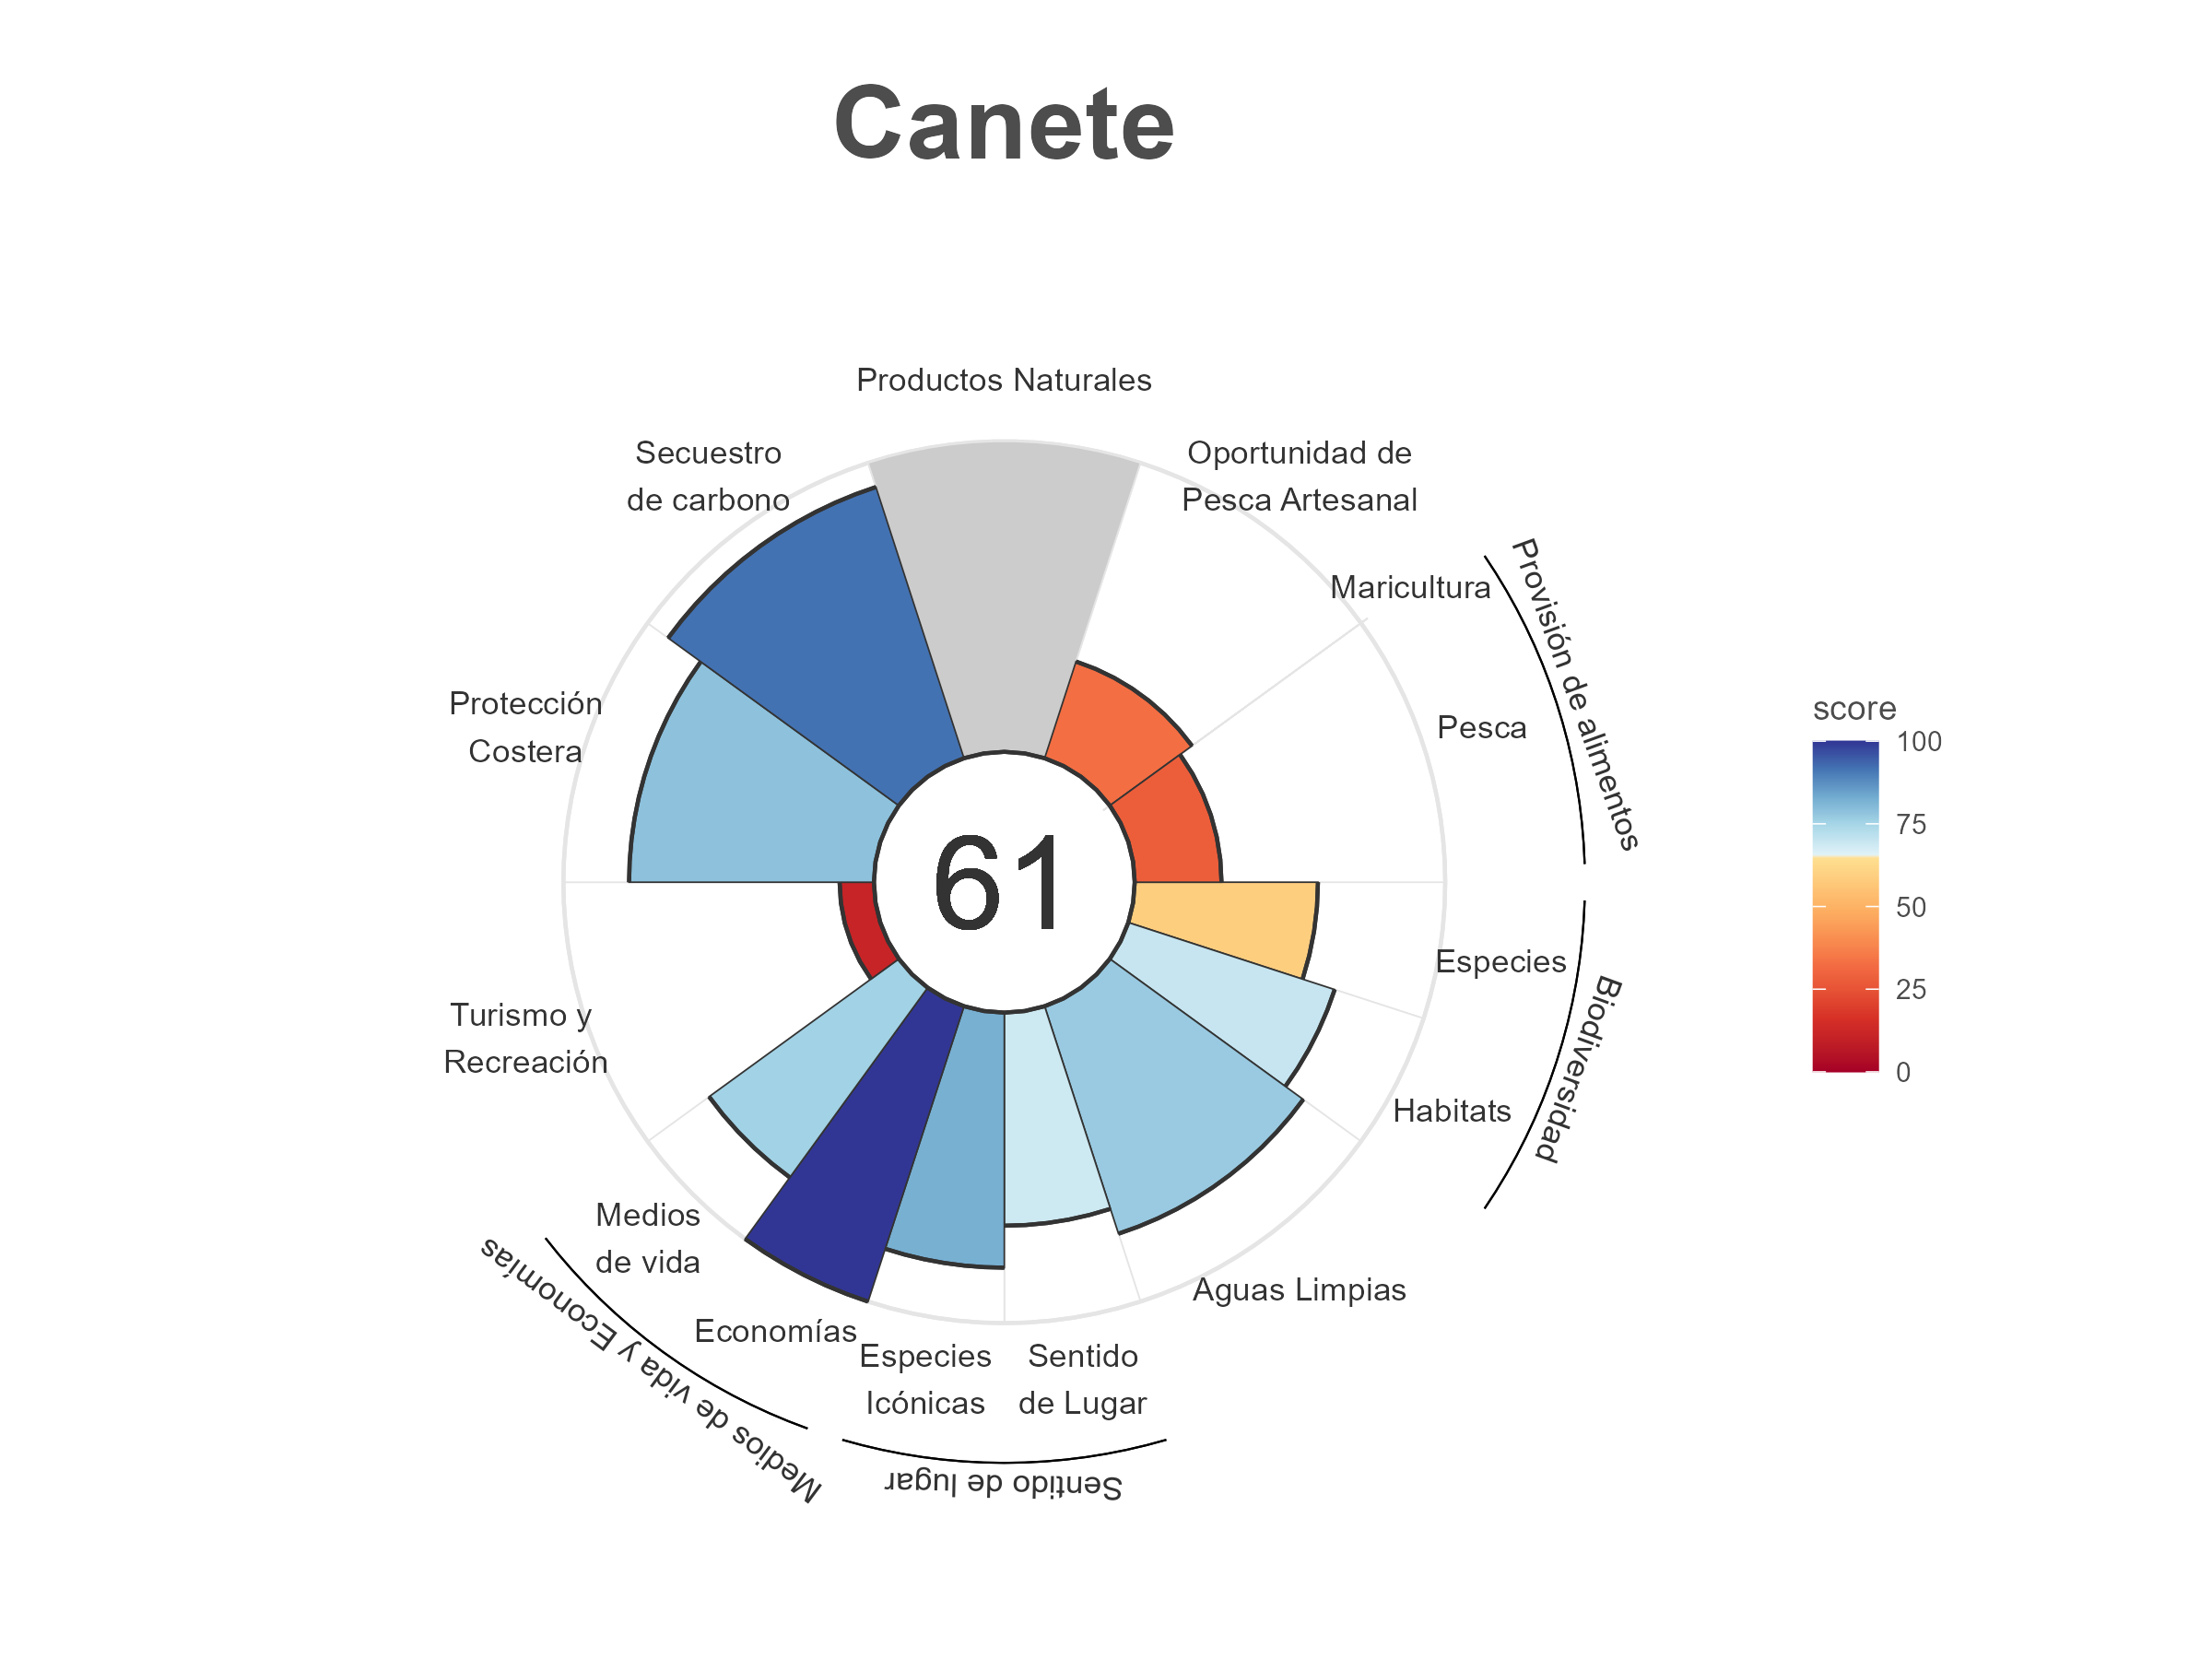 Canete
Productos Naturales
Secuestro
de carbono
Oportunidad de
Pesca Artesanal
Maricultura
Provisión de alimentos
Pesca
Protección
Costera
61
score
100
75
50
25
0
Especies
Biodiversidad
Habitats
Turismo y
Recreación
Medios
de vida
Aguas Limpias
Economías
Especies
Icónicas
Sentido
de Lugar
Medios de vida y Economías
Sentido de lugar